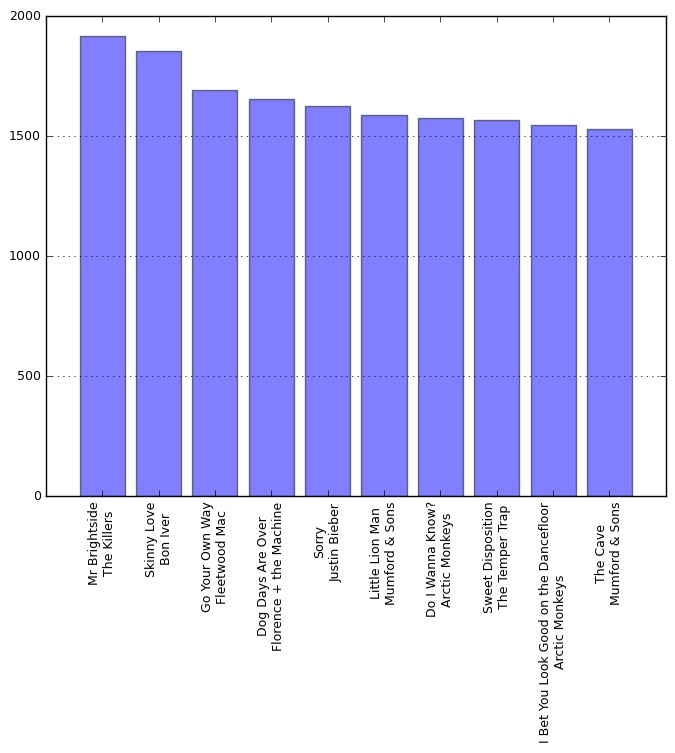 2000
1500
1000
500
0
Mr Brightside
The Killers
Skinny Love
Bon Iver
Go Your Own Way
Fleetwood Mac
Dog Days Are Over
Florence + the Machine
Sorry
Justin Bieber
Little Lion Man
Mumford & Sons
Do I Wanna Know?
Arctic Monkeys
Sweet Disposition
The Temper Trap
I Bet You Look Good on the Dancefloor
Arctic Monkeys
The Cave
Mumford & Sons